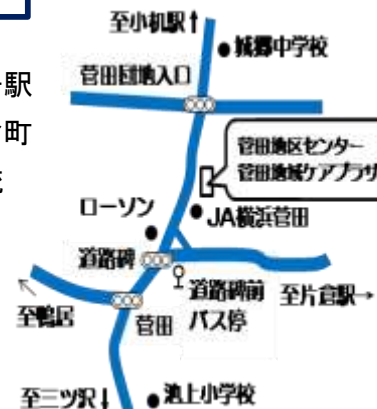 至小机駅↑
城郷中学校
駅
菅田団地入口
町
菅田地区センター
菅田地域ケアプラザ
ローソン
JA横浜菅田
道路碑
道路碑前
バス停
至片倉駅→
至鴨居
菅田
至三ツ沢↓
池上小学校